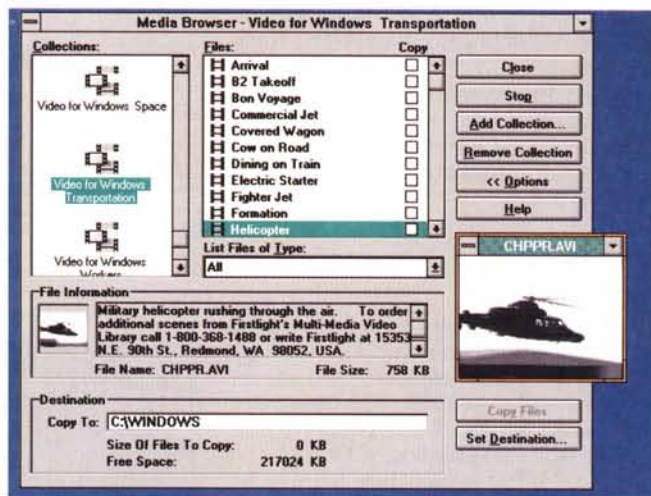 Media Browser - Video for Windows Transportation
Collections:
Video for Windows Space
Video for Windows
Transportation
Video for Windows
Workers
Files:
Copy
Arrival
B2 Takeoff
Bon Voyage
Commercial Jet
Covered Wagon
Cow on Road
Dining on Train
Electric Starter
Fighter Jet
Formation
Helicopter
List Files of Type:
All
Close
Stop
Add Collection...
Remove Collection
<< Options
Help
CHPPR.AVI
File Information
Military helicopter rushing through the air. To order
additional scenes from Firstlight's Multi-Media Video
Library call 1-800-368-1488 or write Firstlight at 15353
N.E. 90th St., Redmond, WA 98052, USA.
File Name: CHPPR.AVI File Size: 758 KB
Destination
Copy To: C:\WINDOWS
Size Of Files To Copy: 0 KB
Free Space: 217024 KB
Copy Files
Set Destination...